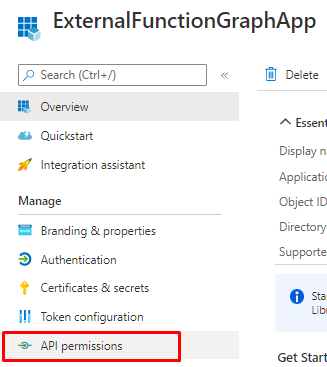 ExternalFunctionGraphApp
Search (Ctrl+/)
«
Delete
Overview
Quickstart
Integration assistant
Manage
Branding & properties
Authentication
Certificates & secrets
Token configuration
API permissions
Essent
Display n
Applicatio
Object ID
Directory
Supporte
Star
Libr
Get Start